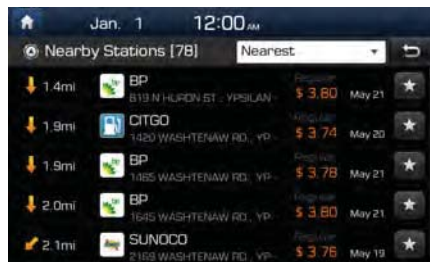 Jan. 1 12:00 AM
Nearby Stations [78] Nearest
1.4mi BP Regular
819 N HURON ST , YPSILAN $ 3.80 May 21
1.9mi CITGO Regular
1420 WASHTENAW RD , YP $ 3.74 May 20
1.9mi BP Regular
1465 WASHTENAW RD , YP $ 3.78 May 21
2.0mi BP Regular
1645 WASHTENAW RD , YP $ 3.80 May 21
2.1mi SUNOCO Regular
2169 WASHTENAW RD , YP $ 3.76 May 19